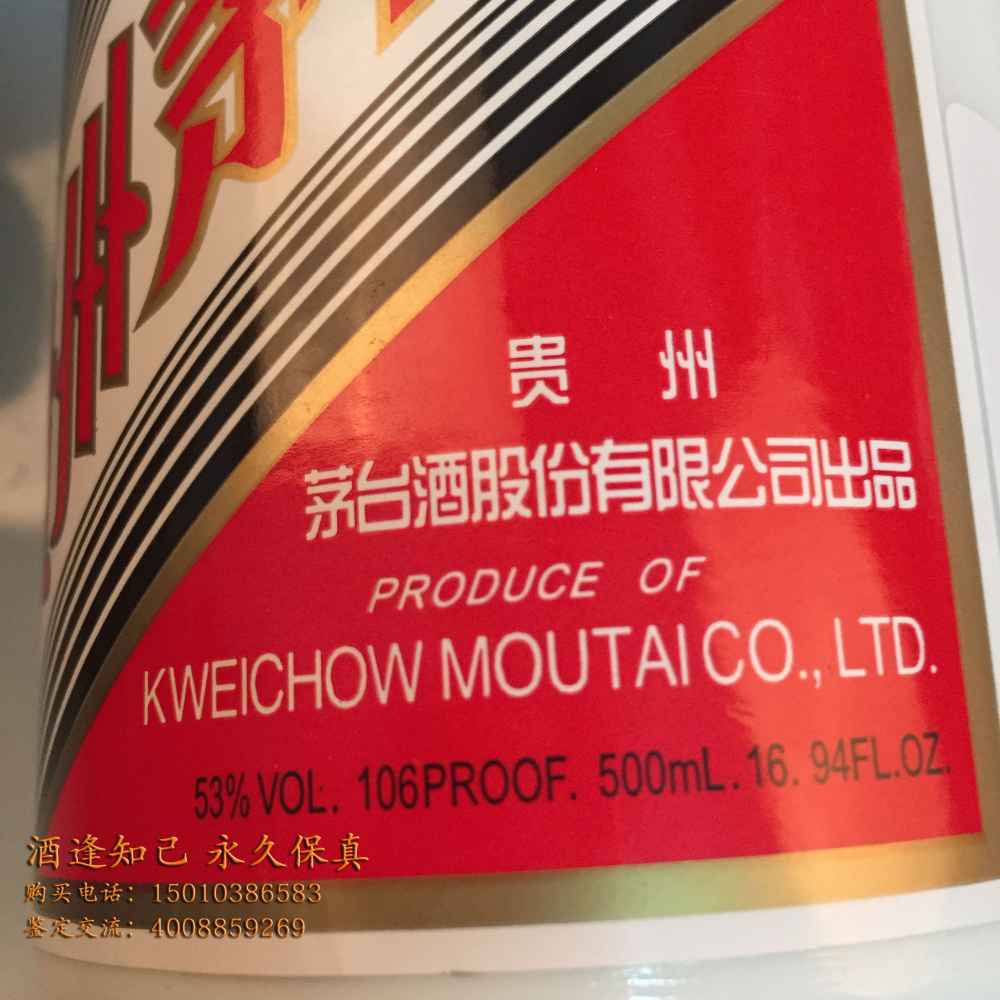 州茅
贵 州
茅台酒股份有限公司出品
PRODUCE OF
KWEICHOW MOUTAI CO., LTD.
53% VOL. 106PROOF. 500mL. 16. 94FL.OZ.
酒逢知己 永久保真
购买电话：15010386583
鉴定交流：4008859269